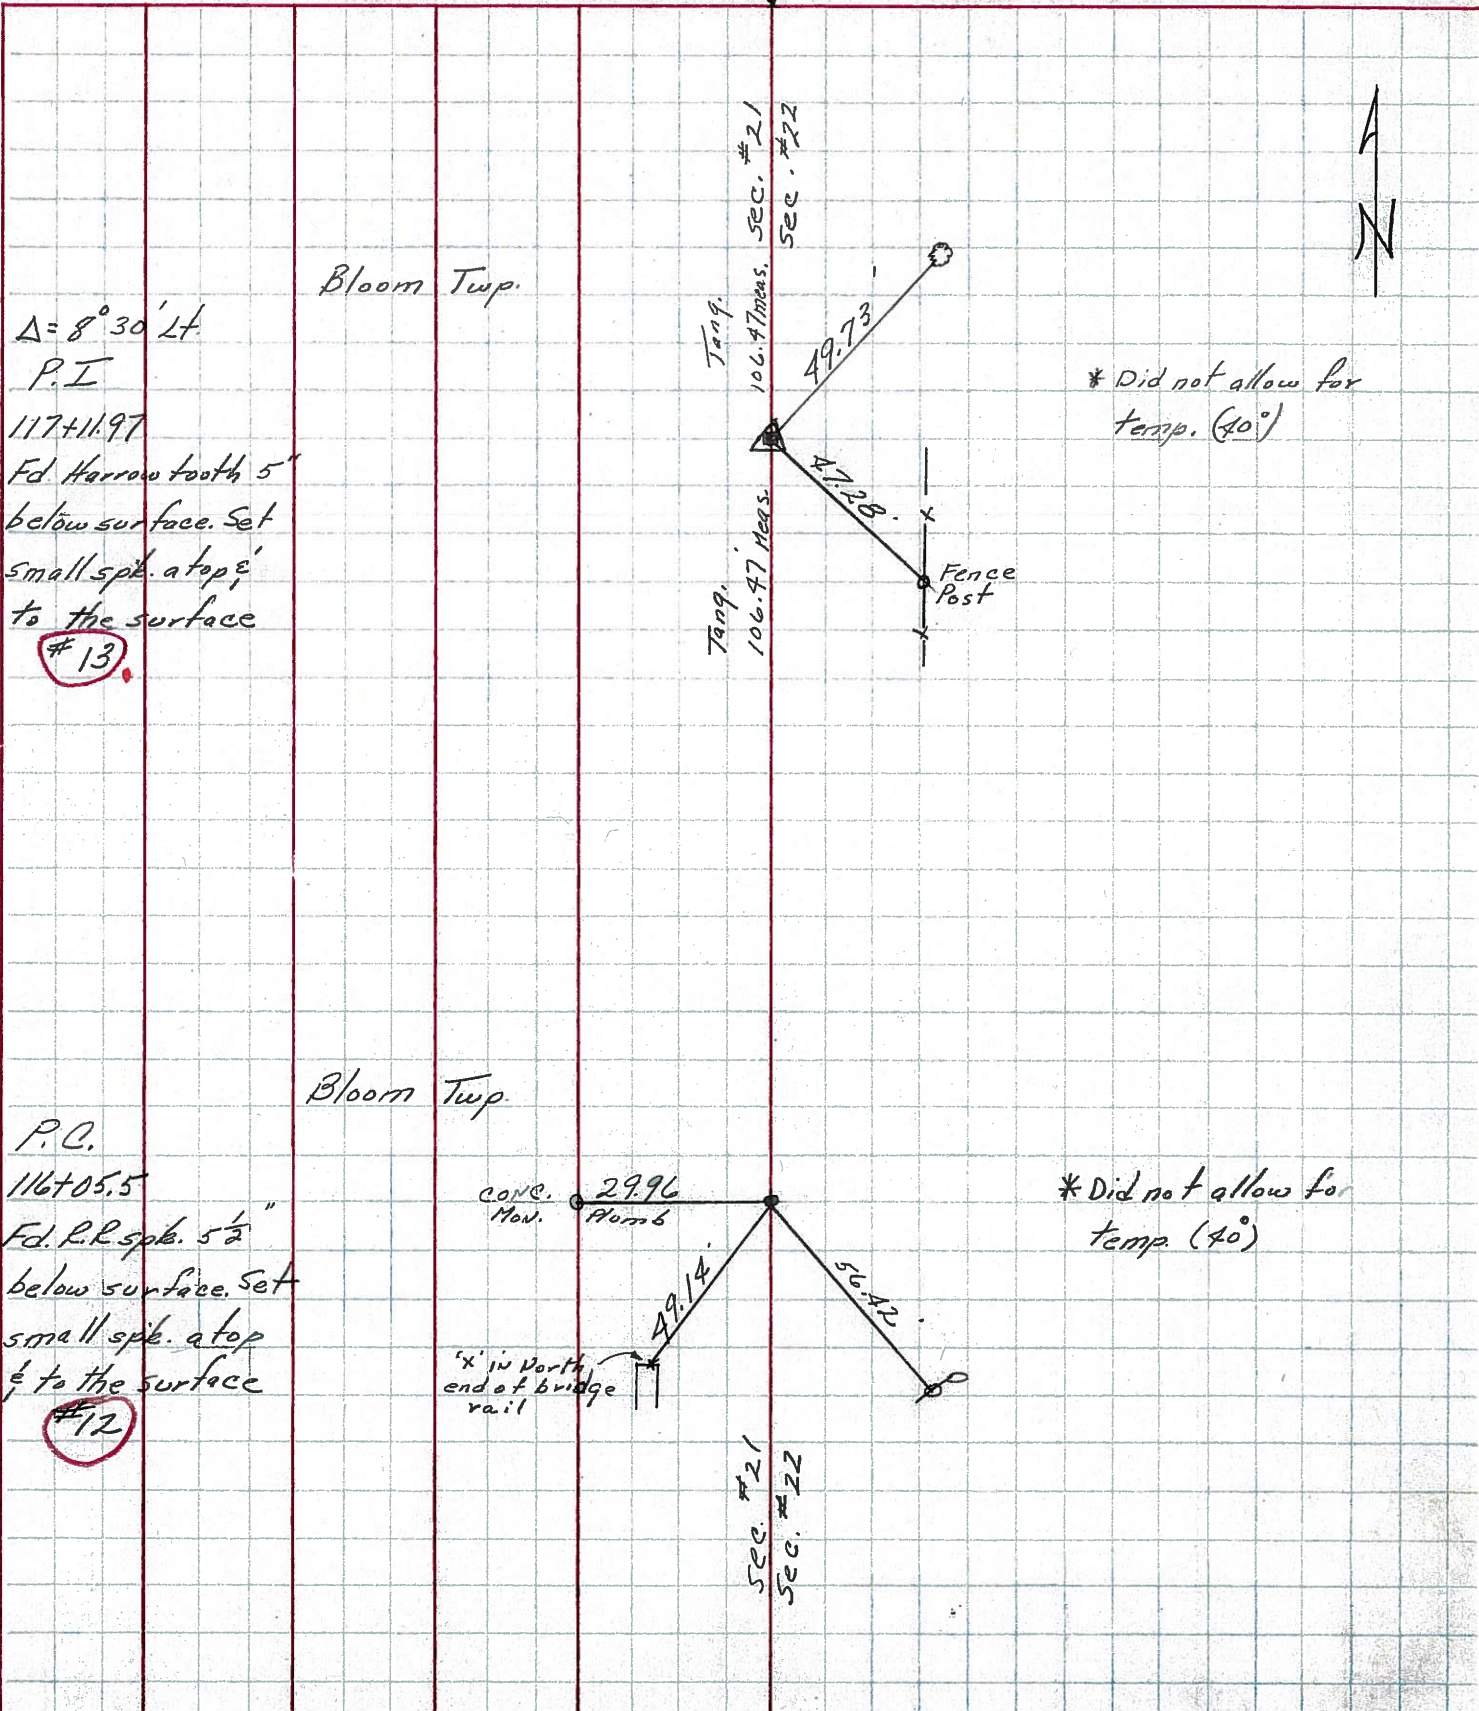 Sec. #21
Sec. #22
N
Bloom Twp.
Δ = 8° 30' Lt.
P.I
117+11.97
Fd. Harrow tooth 5"
below surface. Set
small spk. atop &
to the surface
#13
Tang.
106.47 meas.
49.73'
47.28'
* Did not allow for
temp. (40°)
Fence
Post
Tang.
106.47' Meas.
Bloom Twp.
P.C.
116+05.5
Fd. R.R spk. 5 1/2"
below surface. Set
small spk. atop
& to the surface
#12
Conc.
Mon.
29.96
Plomb
49.14'
56.42'
* Did not allow for
temp. (40°)
'X' in North
end of bridge
rail
Sec. #21
Sec. #22